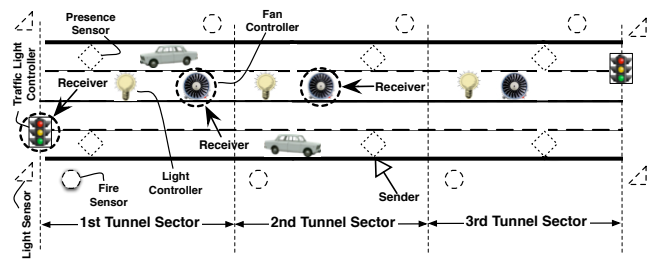 Presence
Sensor
Fan
Controller
Traffic Light
Controller
Receiver
Receiver
Receiver
Light
Controller
Fire
Sensor
Sender
Light Sensor
1st Tunnel Sector
2nd Tunnel Sector
3rd Tunnel Sector